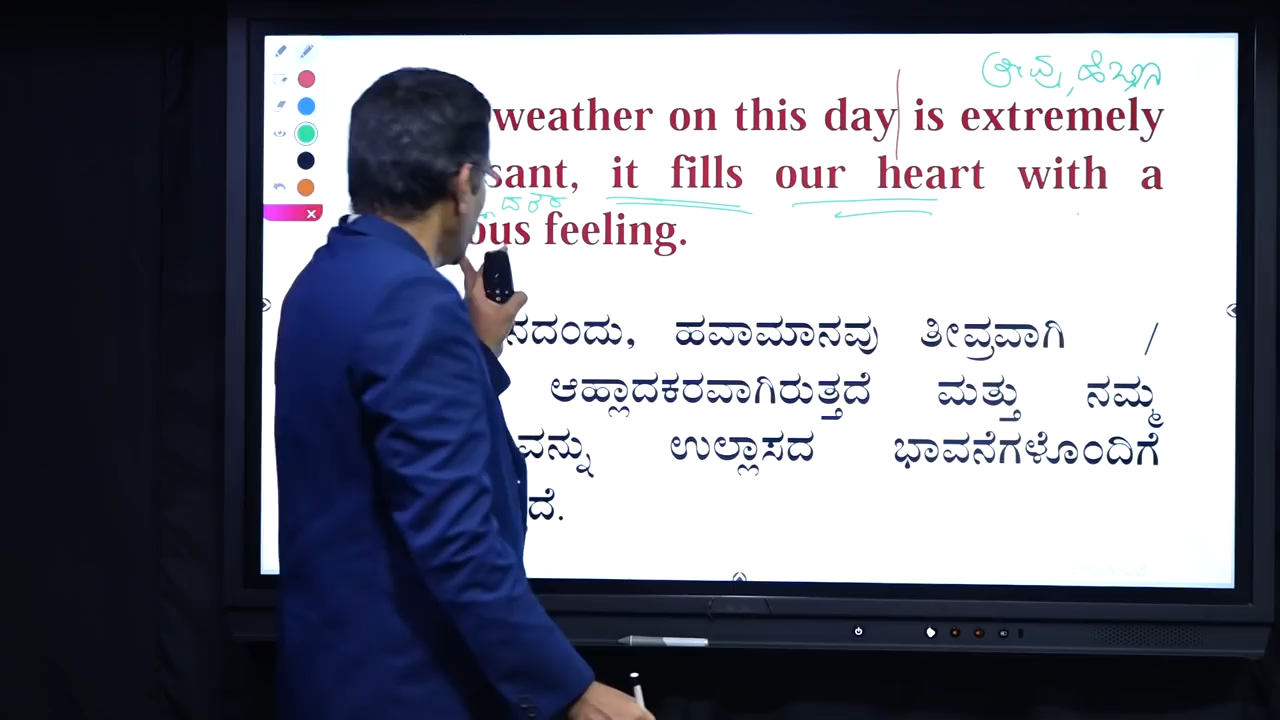 ತೀವ್ರ, ಹೆಚ್ಚಾಗಿ
weather on this day is extremely
sant, it fills our heart with a
ous feeling.
ನದಂದು, ಹವಾಮಾನವು ತೀವ್ರವಾಗಿ /
ಆಹ್ಲಾದಕರವಾಗಿರುತ್ತದೆ ಮತ್ತು ನಮ್ಮ
ವನ್ನು ಉಲ್ಲಾಸದ ಭಾವನೆಗಳೊಂದಿಗೆ
ದೆ.